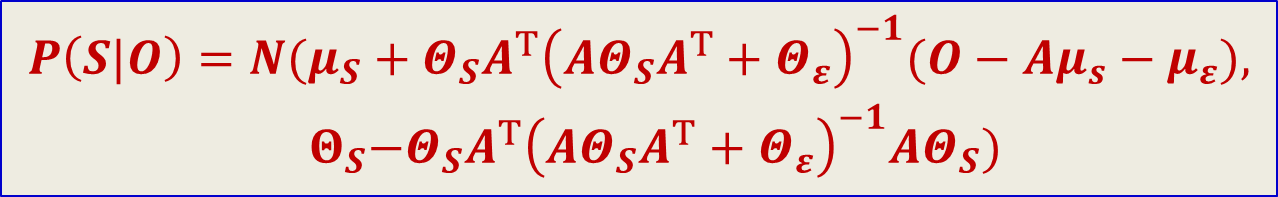 P(S|O) = N(μ_S + Θ_S A^T (AΘ_S A^T + Θ_ε)^{-1} (O − Aμ_s − μ_ε),
Θ_S − Θ_S A^T (AΘ_S A^T + Θ_ε)^{-1} AΘ_S)